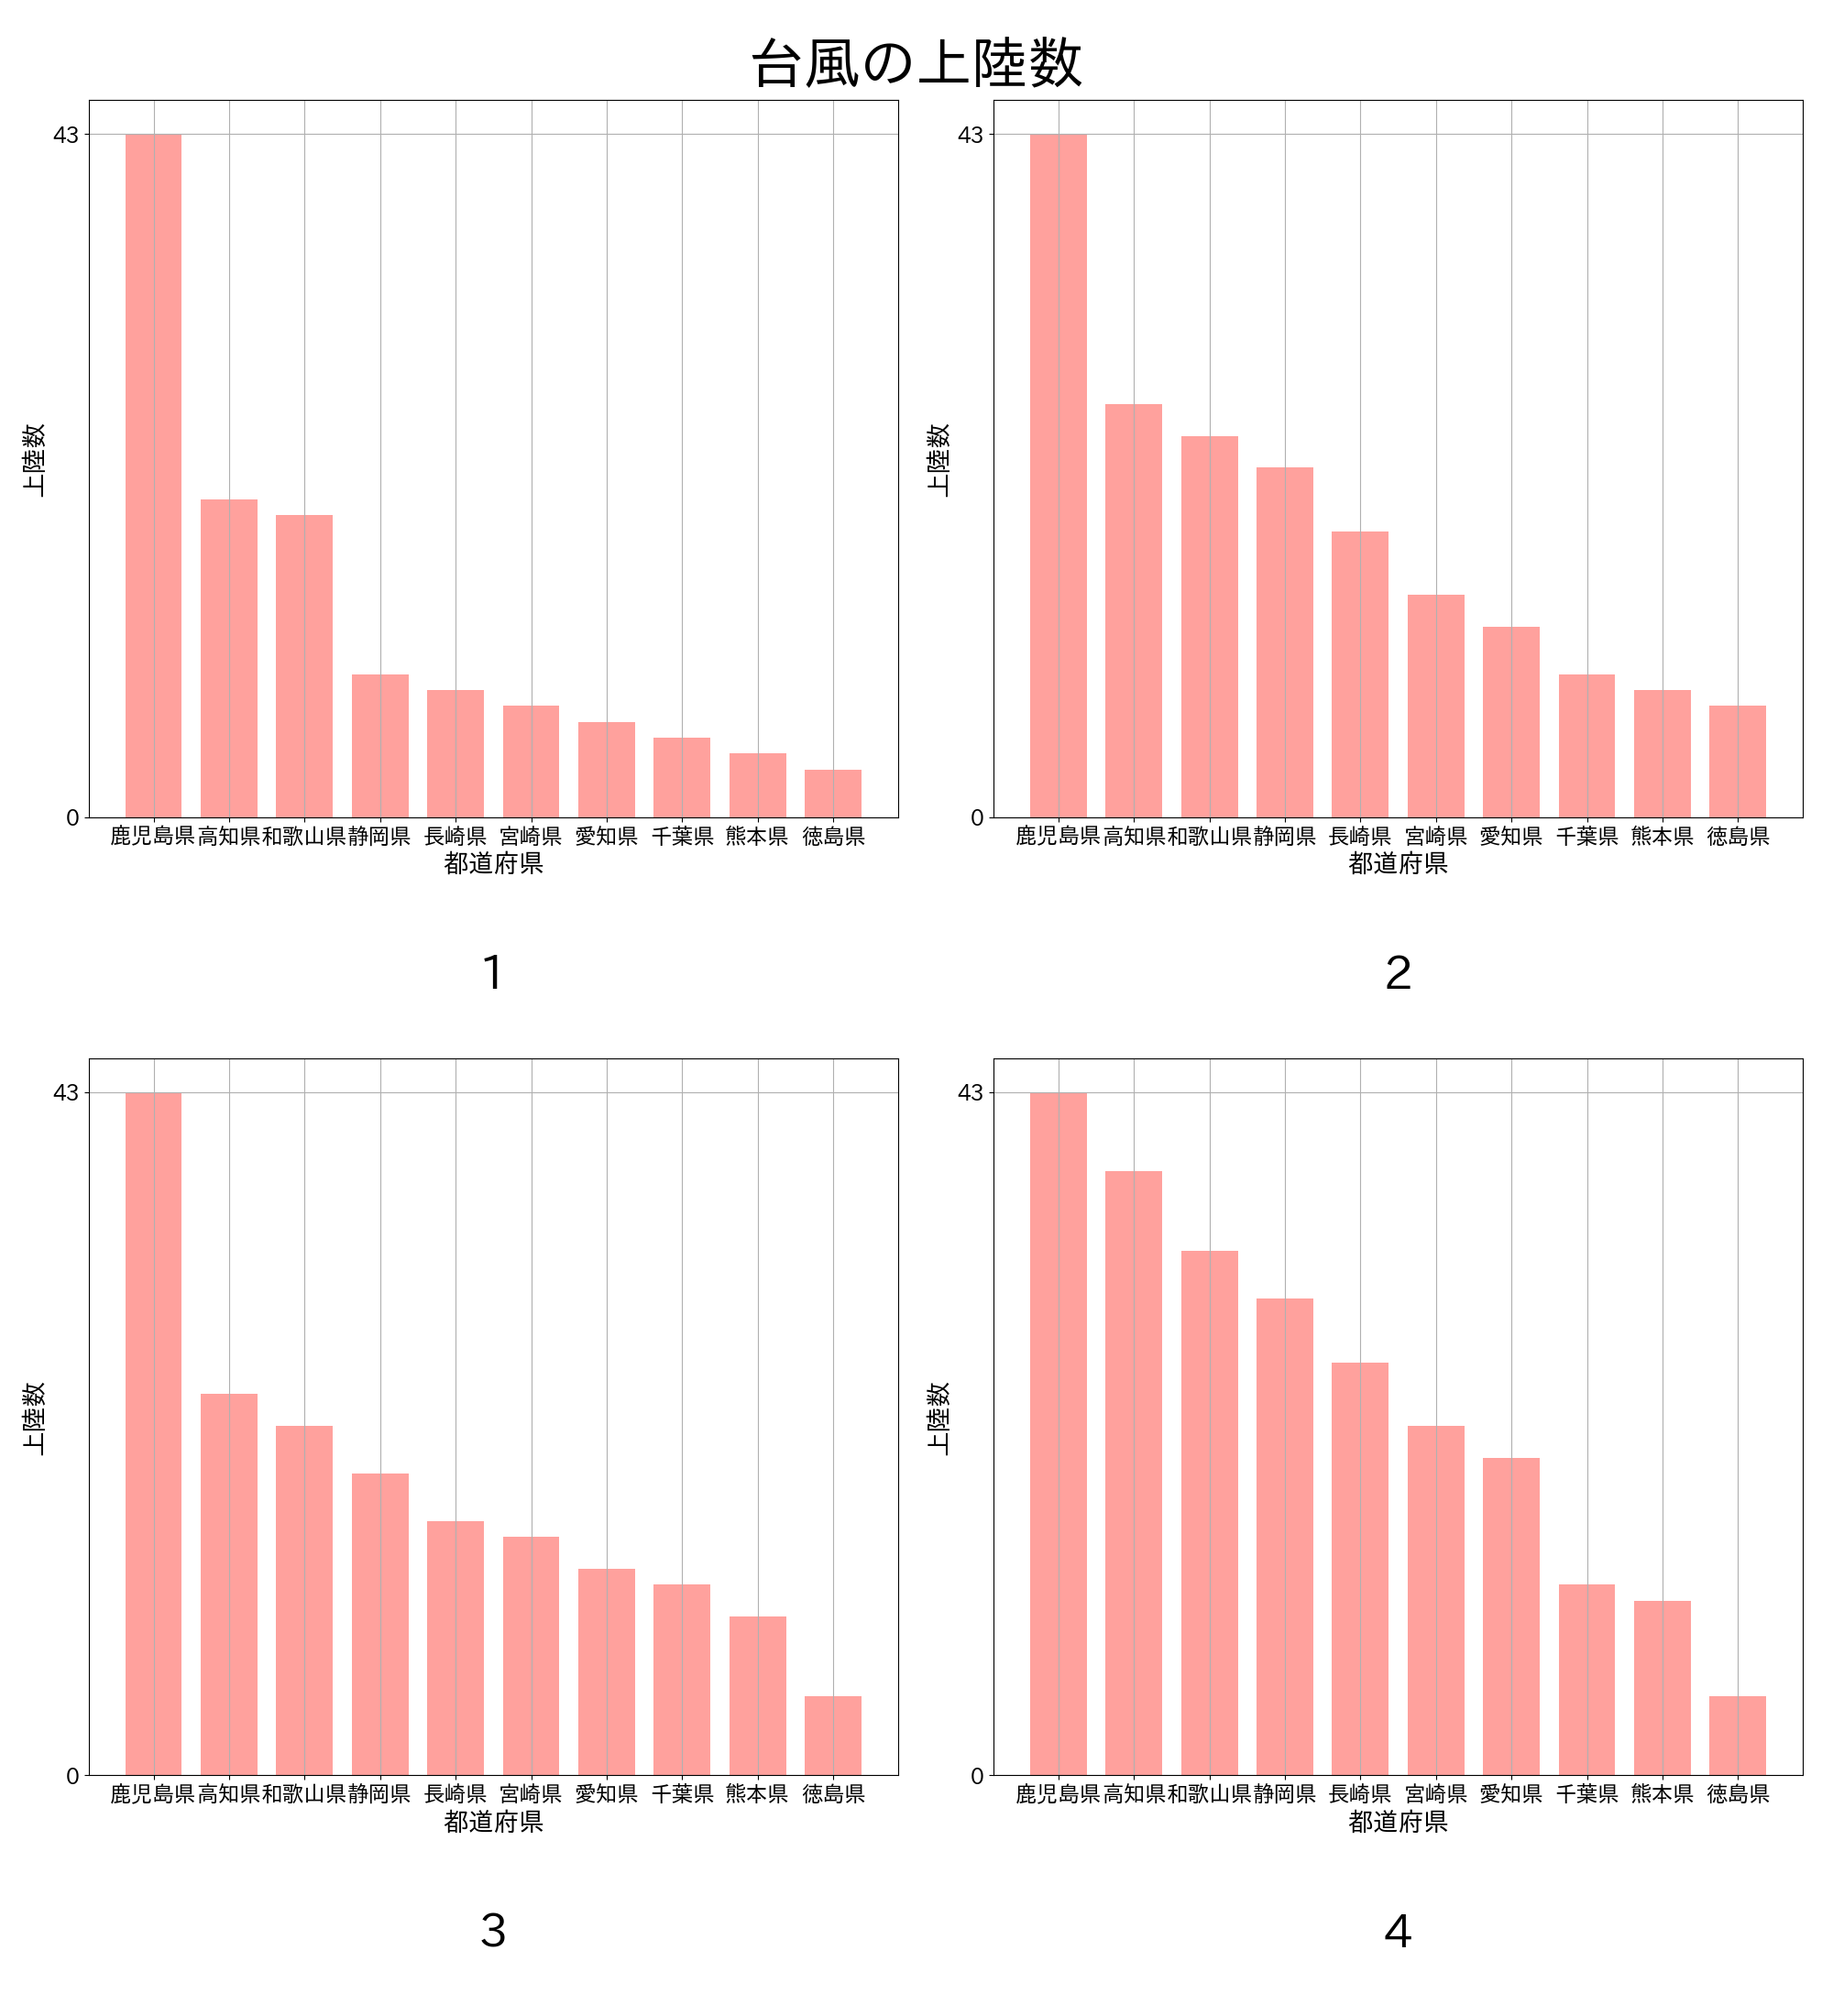 台風の上陸数
43
0
上陸数
鹿児島県 高知県 和歌山県 静岡県 長崎県 宮崎県 愛知県 千葉県 熊本県 徳島県
都道府県
1
43
0
上陸数
鹿児島県 高知県 和歌山県 静岡県 長崎県 宮崎県 愛知県 千葉県 熊本県 徳島県
都道府県
2
43
0
上陸数
鹿児島県 高知県 和歌山県 静岡県 長崎県 宮崎県 愛知県 千葉県 熊本県 徳島県
都道府県
3
43
0
上陸数
鹿児島県 高知県 和歌山県 静岡県 長崎県 宮崎県 愛知県 千葉県 熊本県 徳島県
都道府県
4